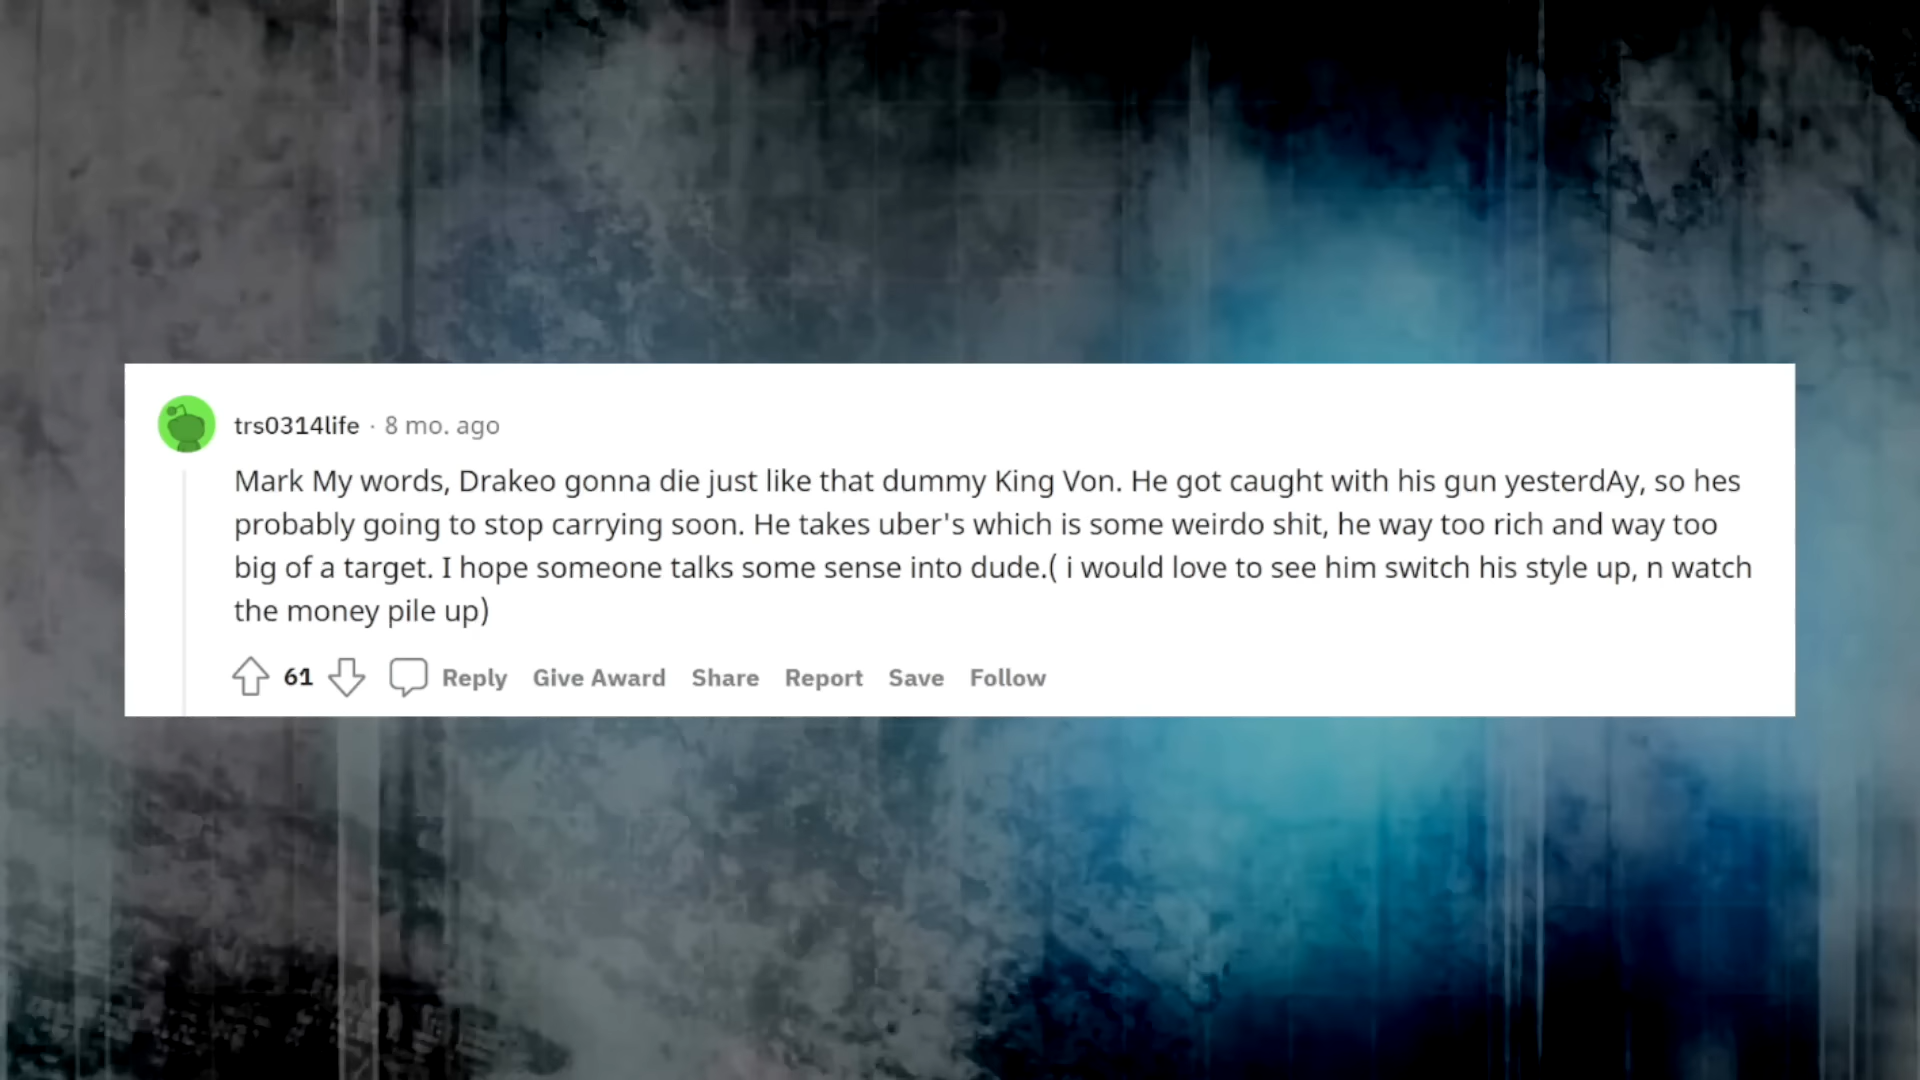 trs0314life · 8 mo. ago
Mark My words, Drakeo gonna die just like that dummy King Von. He got caught with his gun yesterdAy, so hes
probably going to stop carrying soon. He takes uber's which is some weirdo shit, he way too rich and way too
big of a target. I hope someone talks some sense into dude.( i would love to see him switch his style up, n watch
the money pile up)
61 Reply Give Award Share Report Save Follow